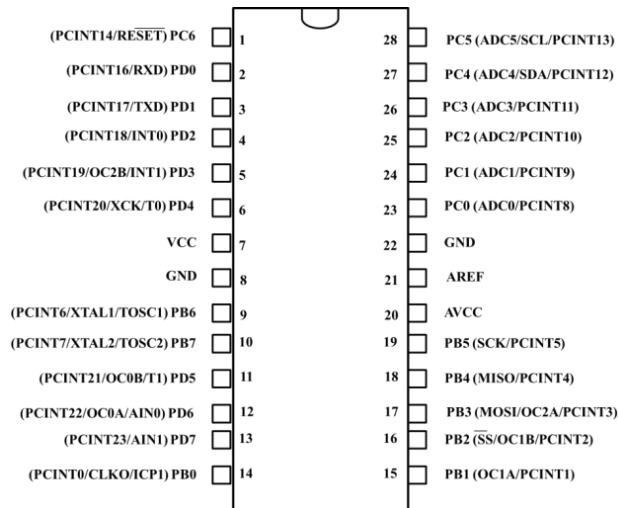 (PCINT14/RESET) PC6 1 28 PC5 (ADC5/SCL/PCINT13)
(PCINT16/RXD) PD0 2 27 PC4 (ADC4/SDA/PCINT12)
(PCINT17/TXD) PD1 3 26 PC3 (ADC3/PCINT11)
(PCINT18/INT0) PD2 4 25 PC2 (ADC2/PCINT10)
(PCINT19/OC2B/INT1) PD3 5 24 PC1 (ADC1/PCINT9)
(PCINT20/XCK/T0) PD4 6 23 PC0 (ADC0/PCINT8)
VCC 7 22 GND
GND 8 21 AREF
(PCINT6/XTAL1/TOSC1) PB6 9 20 AVCC
(PCINT7/XTAL2/TOSC2) PB7 10 19 PB5 (SCK/PCINT5)
(PCINT21/OC0B/T1) PD5 11 18 PB4 (MISO/PCINT4)
(PCINT22/OC0A/AIN0) PD6 12 17 PB3 (MOSI/OC2A/PCINT3)
(PCINT23/AIN1) PD7 13 16 PB2 (SS/OC1B/PCINT2)
(PCINT0/CLKO/ICP1) PB0 14 15 PB1 (OC1A/PCINT1)